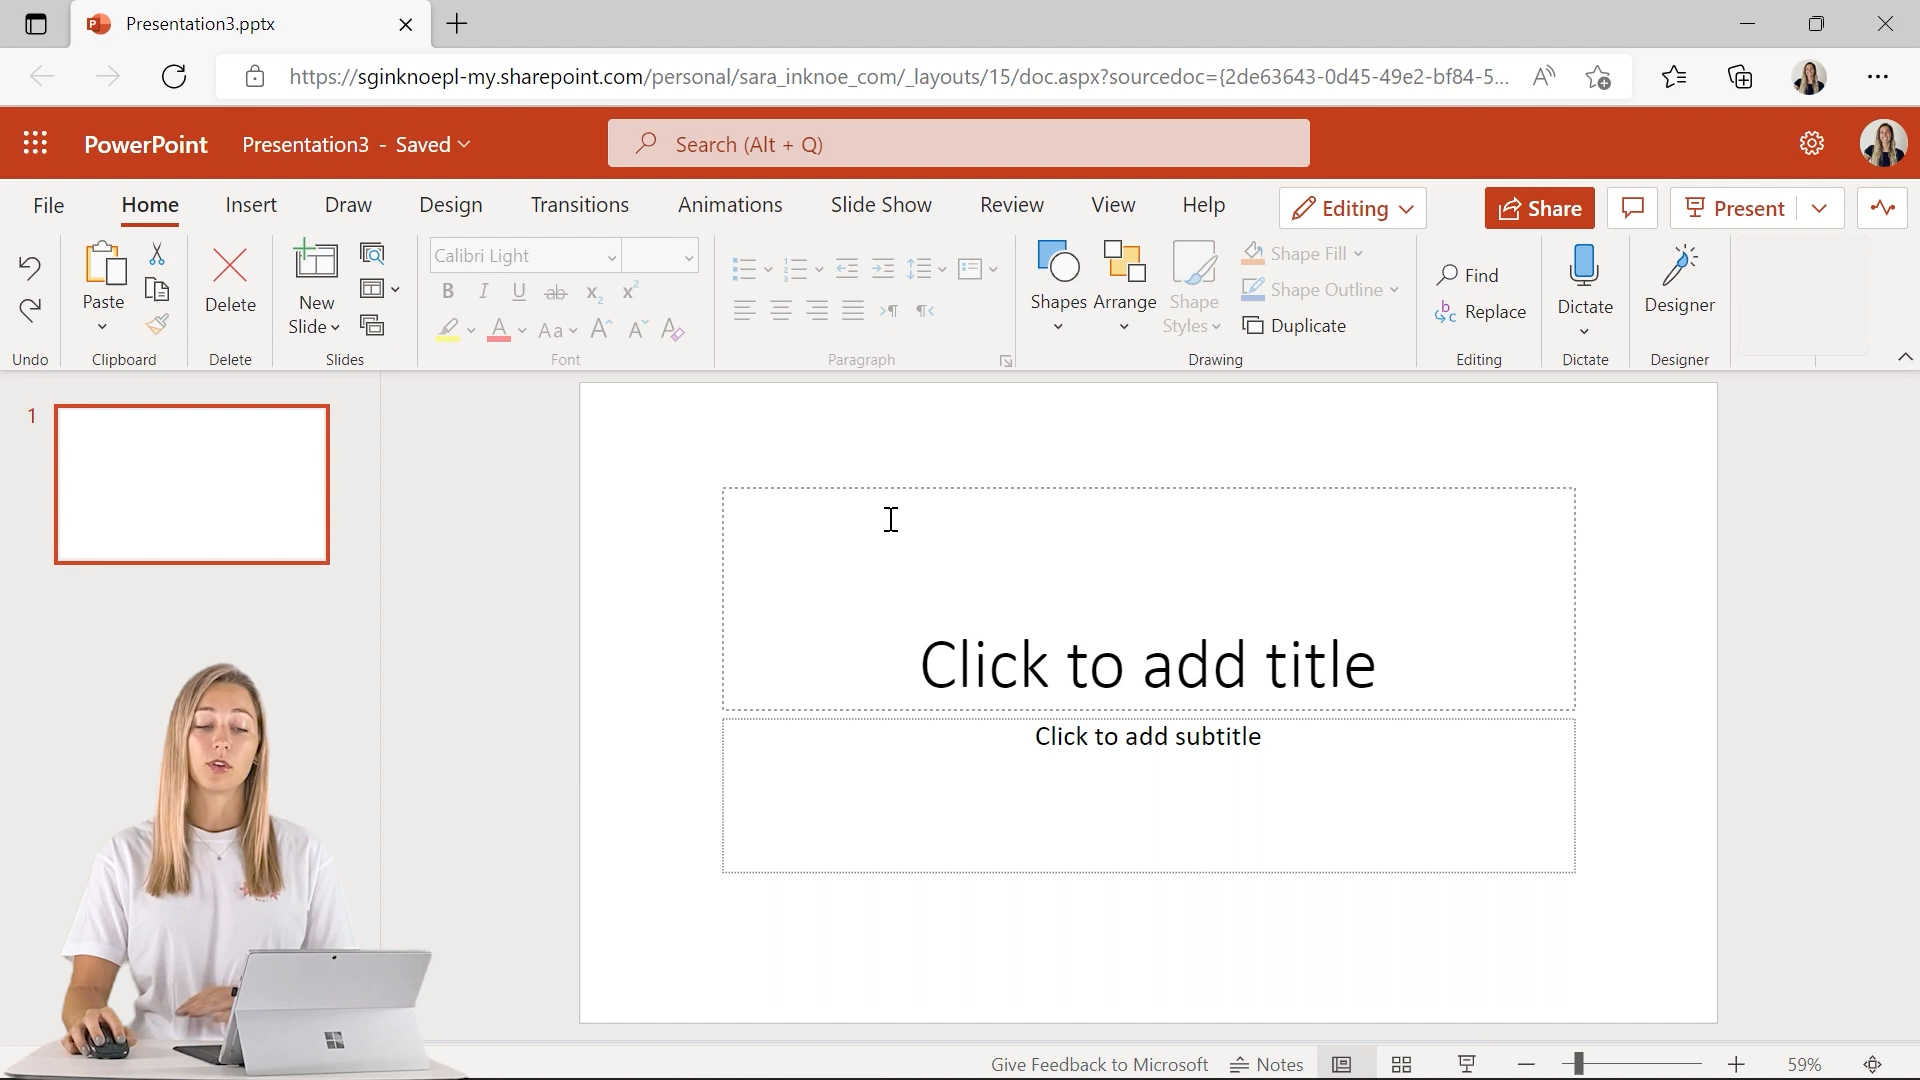 Presentation3.pptx
https://sginknoepl-my.sharepoint.com/personal/sara_inknoe_com/_layouts/15/doc.aspx?sourcedoc={2de63643-0d45-49e2-bf84-5...
PowerPoint Presentation3 - Saved Search (Alt + Q)
File Home Insert Draw Design Transitions Animations Slide Show Review View Help Editing Share Present
Calibri Light
Shape Fill
Find
Paste Delete New Slide Shapes Arrange Shape Styles Dictate Designer
Shape Outline
Replace
Duplicate
Undo Clipboard Delete Slides Font Paragraph Drawing Editing Dictate Designer
1
Click to add title
Click to add subtitle
Give Feedback to Microsoft Notes 59%